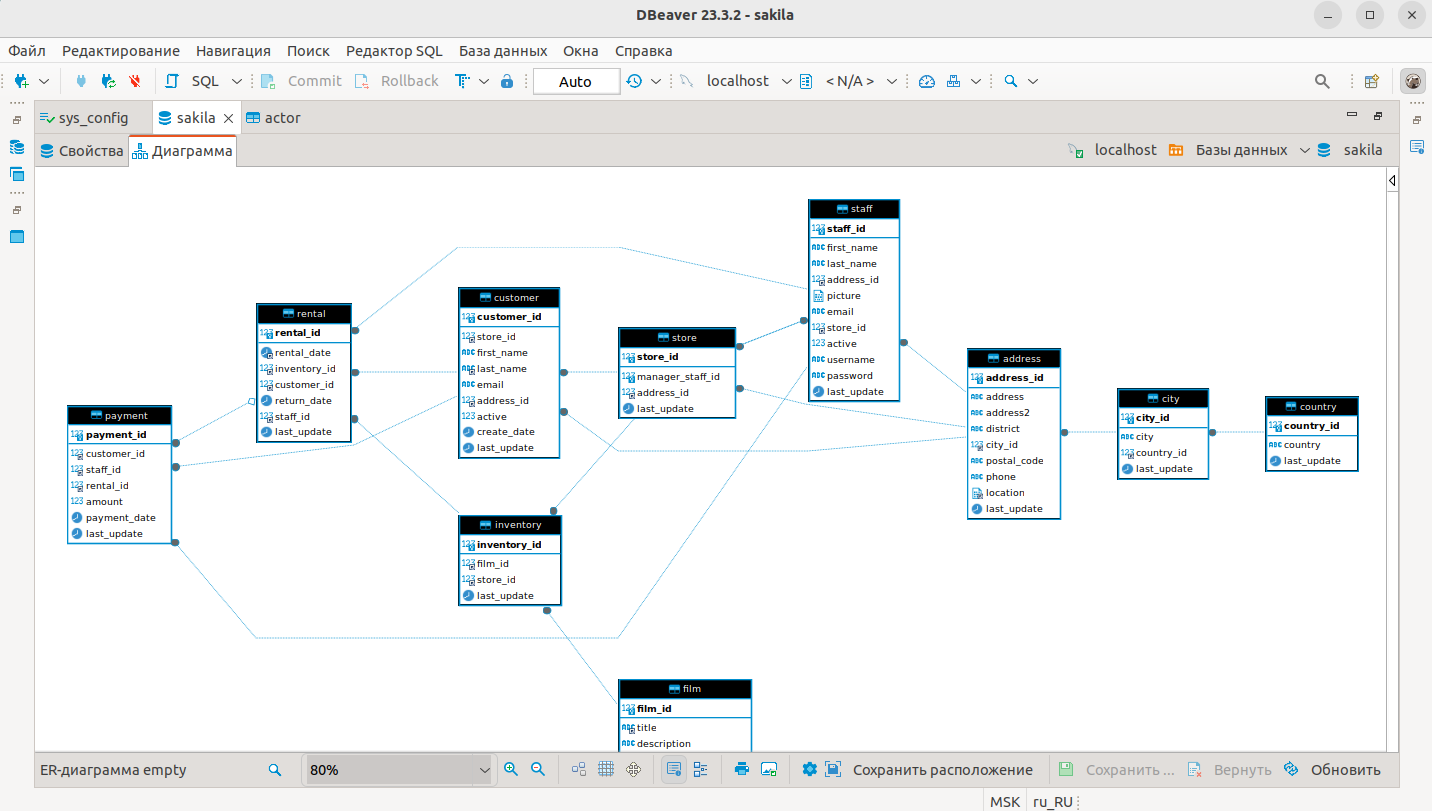 DBeaver 23.3.2 - sakila
Файл Редактирование Навигация Поиск Редактор SQL База данных Окна Справка
SQL Commit Rollback Auto localhost < N/A >
sys_config sakila actor
Свойства Диаграмма localhost Базы данных sakila
staff
staff_id
first_name
last_name
address_id
picture
email
store_id
active
username
password
last_update
customer
customer_id
store_id
first_name
last_name
email
address_id
active
create_date
last_update
rental
rental_id
rental_date
inventory_id
customer_id
return_date
staff_id
last_update
store
store_id
manager_staff_id
address_id
last_update
address
address_id
address
address2
district
city_id
postal_code
phone
location
last_update
city
city_id
city
country_id
last_update
country
country_id
country
last_update
payment
payment_id
customer_id
staff_id
rental_id
amount
payment_date
last_update
inventory
inventory_id
film_id
store_id
last_update
film
film_id
title
description
ER-диаграмма empty 80% Сохранить расположение Сохранить ... Вернуть Обновить
MSK ru_RU